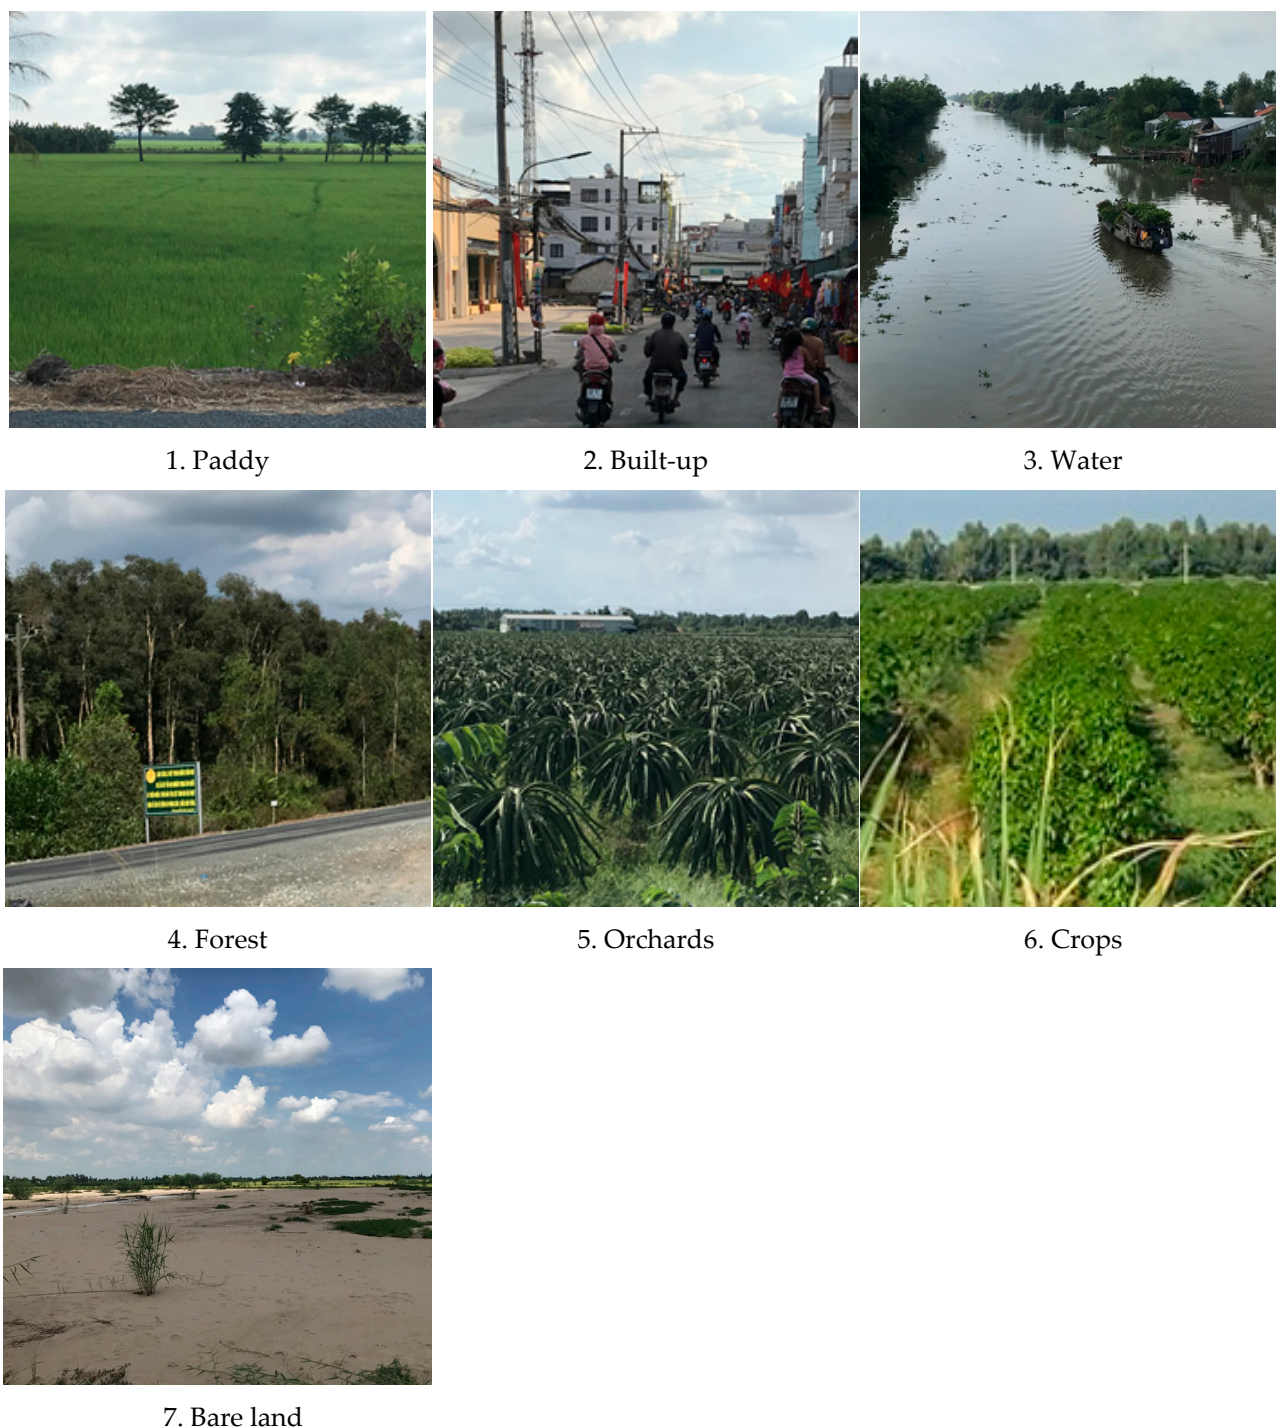 1. Paddy
2. Built-up
3. Water
4. Forest
5. Orchards
6. Crops
7. Bare land